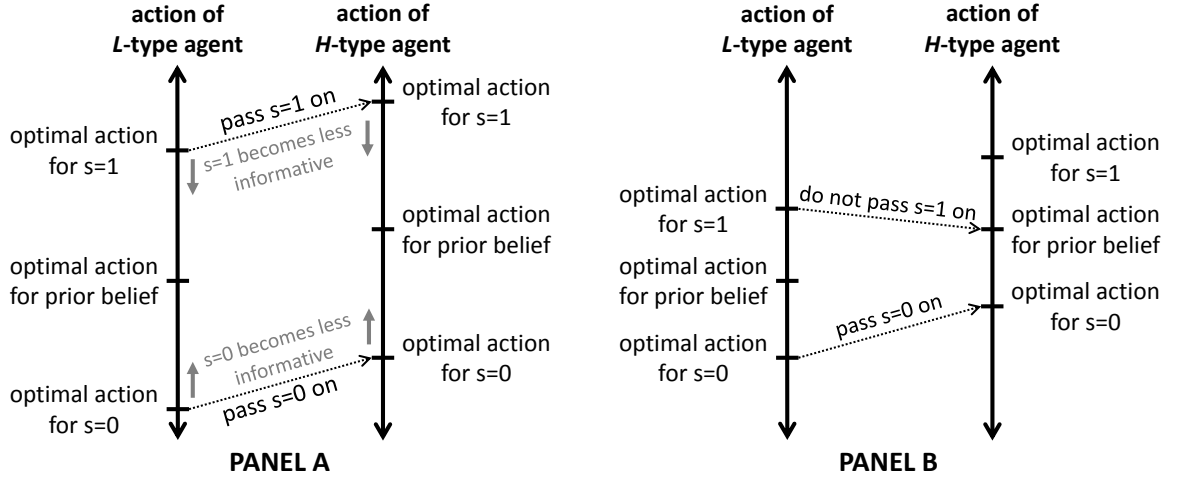 action of
L-type agent
action of
H-type agent
optimal action
for s=1
pass s=1 on
s=1 becomes less
informative
optimal action
for s=1
optimal action
for prior belief
optimal action
for prior belief
s=0 becomes less
informative
pass s=0 on
optimal action
for s=0
optimal action
for s=0
PANEL A
action of
L-type agent
action of
H-type agent
optimal action
for s=1
optimal action
for s=1
do not pass s=1 on
optimal action
for prior belief
optimal action
for prior belief
pass s=0 on
optimal action
for s=0
optimal action
for s=0
PANEL B